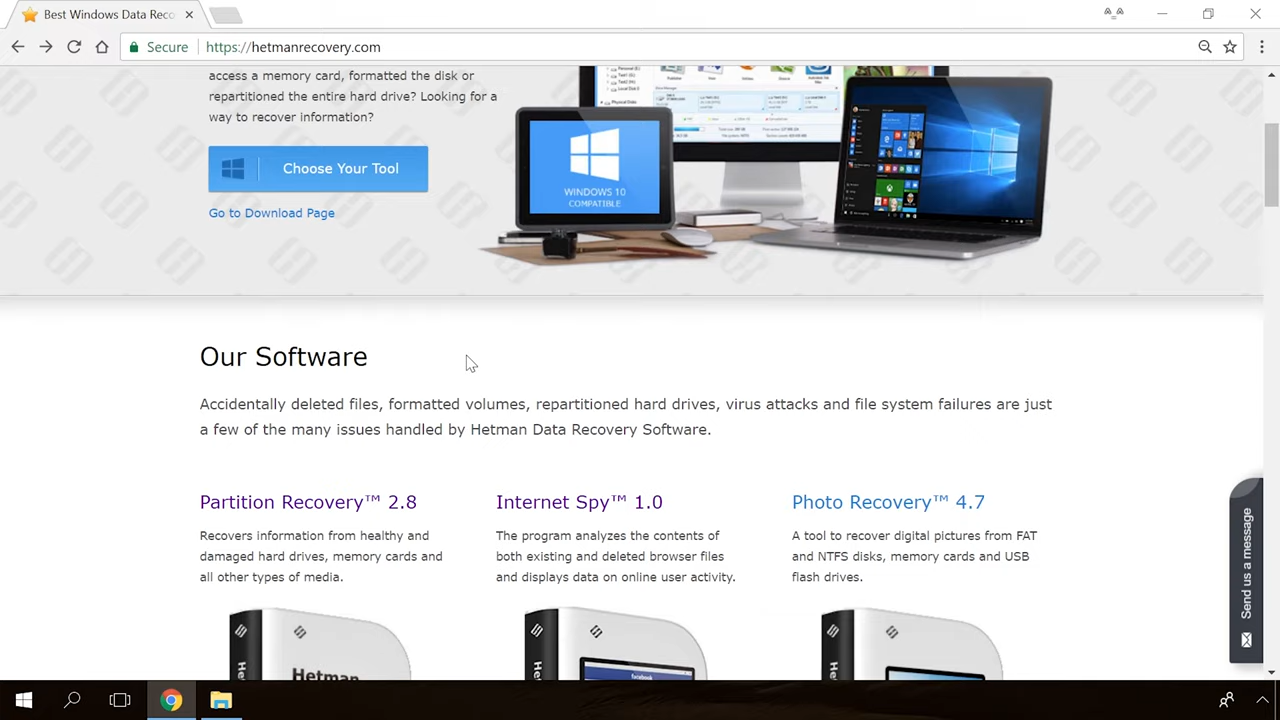 Best Windows Data Reco
Secure
https://hetmanrecovery.com
access a memory card, formatted the disk or
repartitioned the entire hard drive? Looking for a
way to recover information?
Choose Your Tool
Go to Download Page
WINDOWS 10
COMPATIBLE
Our Software
Accidentally deleted files, formatted volumes, repartitioned hard drives, virus attacks and file system failures are just
a few of the many issues handled by Hetman Data Recovery Software.
Partition Recovery™ 2.8
Recovers information from healthy and
damaged hard drives, memory cards and
all other types of media.
Hetman
Internet Spy™ 1.0
The program analyzes the contents of
both existing and deleted browser files
and displays data on online user activity.
Photo Recovery™ 4.7
A tool to recover digital pictures from FAT
and NTFS disks, memory cards and USB
flash drives.
Send us a message